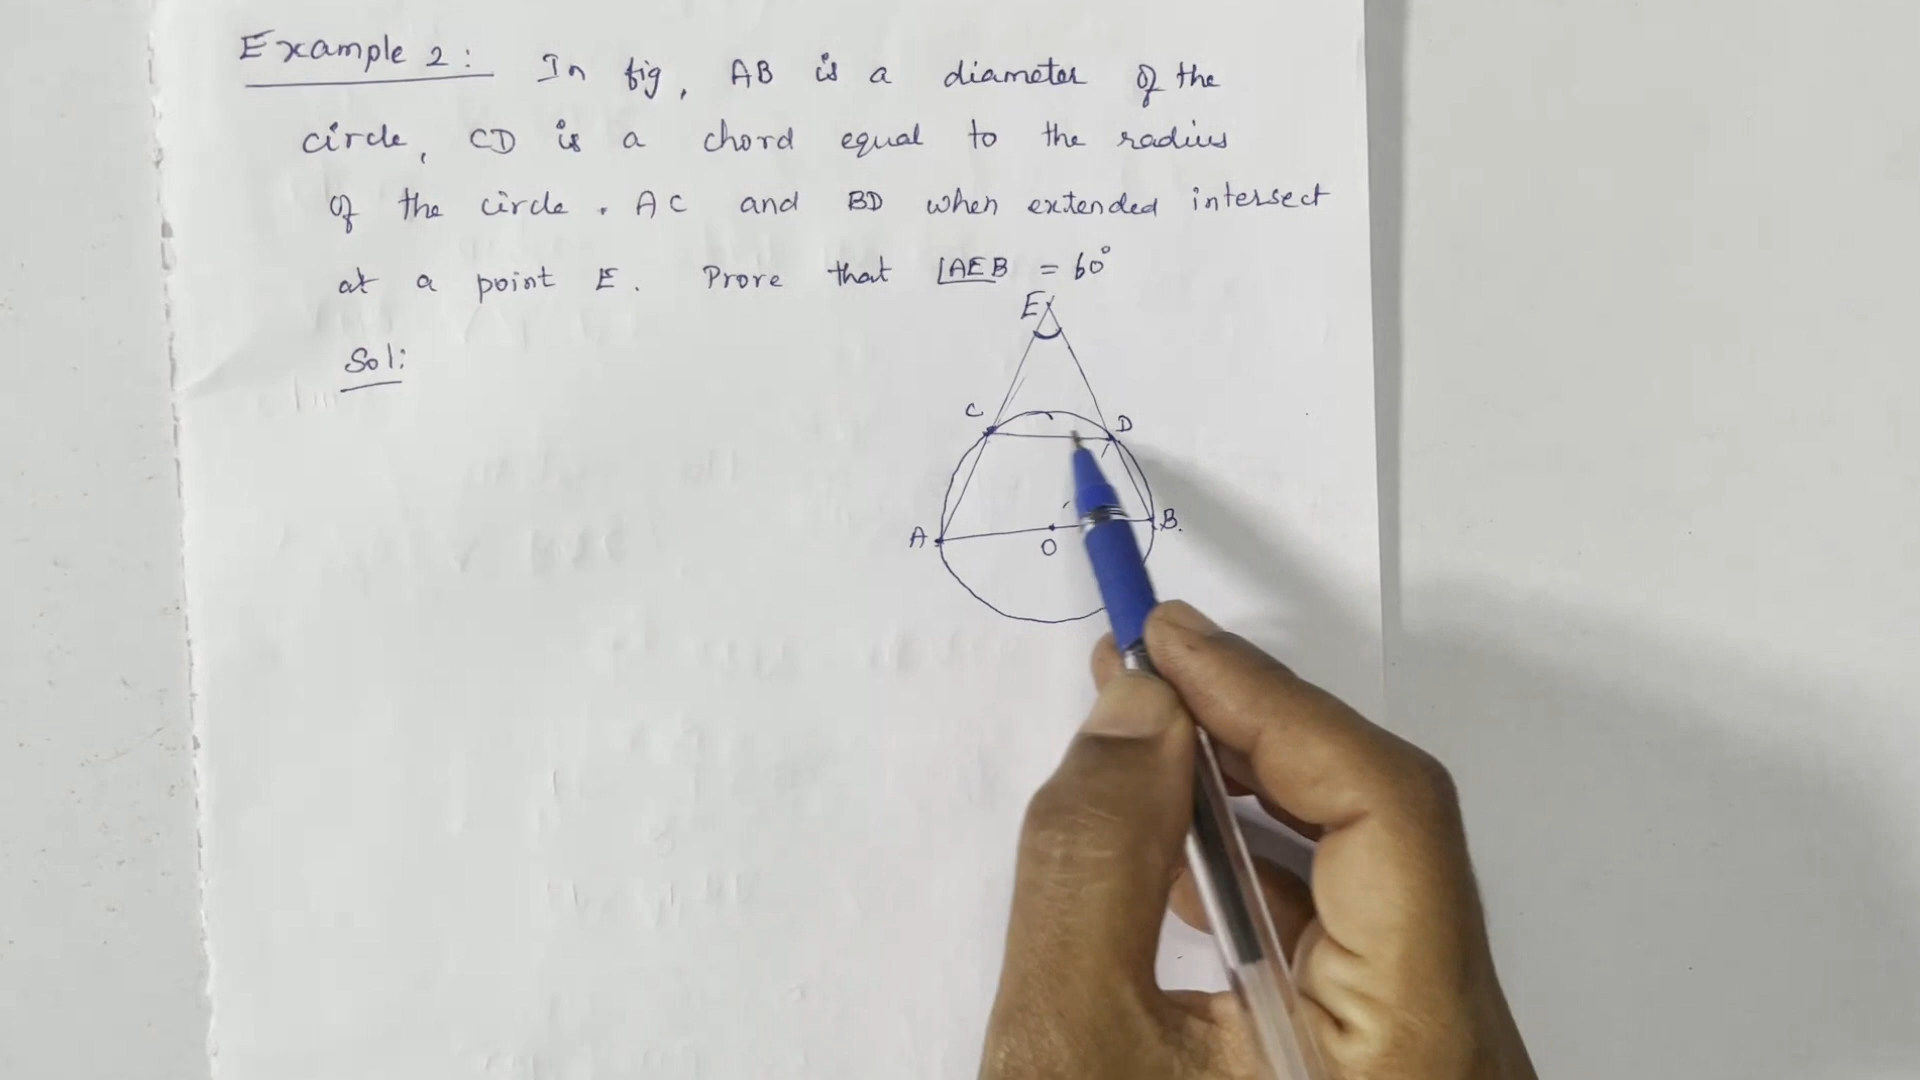 Example 2: In fig, AB is a diameter of the
circle, CD is a chord equal to the radius
of the circle. AC and BD when extended intersect
at a point E. Prove that ∠AEB = 60°
E
Sol:
C
D
A
O
B.